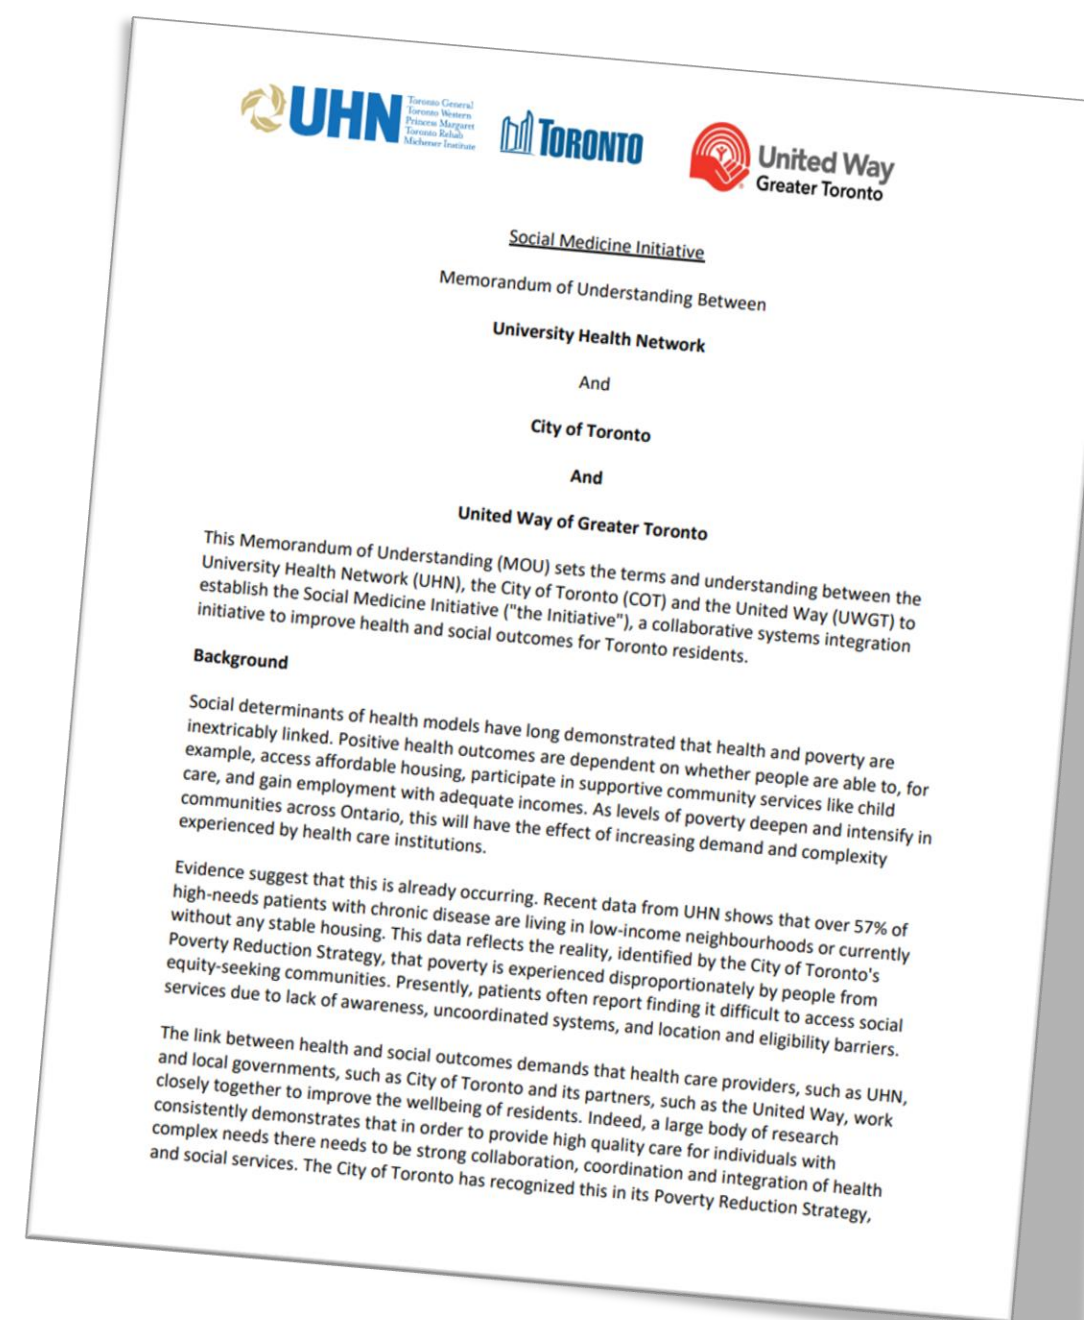 UHN
Toronto General
Toronto Western
Princess Margaret
Toronto Rehab
Michener Institute
TORONTO
United Way
Greater Toronto
Social Medicine Initiative
Memorandum of Understanding Between
University Health Network
And
City of Toronto
And
United Way of Greater Toronto
This Memorandum of Understanding (MOU) sets the terms and understanding between the
University Health Network (UHN), the City of Toronto (COT) and the United Way (UWGT) to
establish the Social Medicine Initiative ("the Initiative"), a collaborative systems integration
initiative to improve health and social outcomes for Toronto residents.
Background
Social determinants of health models have long demonstrated that health and poverty are
inextricably linked. Positive health outcomes are dependent on whether people are able to, for
example, access affordable housing, participate in supportive community services like child
care, and gain employment with adequate incomes. As levels of poverty deepen and intensify in
communities across Ontario, this will have the effect of increasing demand and complexity
experienced by health care institutions.
Evidence suggest that this is already occurring. Recent data from UHN shows that over 57% of
high-needs patients with chronic disease are living in low-income neighbourhoods or currently
without any stable housing. This data reflects the reality, identified by the City of Toronto's
Poverty Reduction Strategy, that poverty is experienced disproportionately by people from
equity-seeking communities. Presently, patients often report finding it difficult to access social
services due to lack of awareness, uncoordinated systems, and location and eligibility barriers.
The link between health and social outcomes demands that health care providers, such as UHN,
and local governments, such as City of Toronto and its partners, such as the United Way, work
closely together to improve the wellbeing of residents. Indeed, a large body of research
consistently demonstrates that in order to provide high quality care for individuals with
complex needs there needs to be strong collaboration, coordination and integration of health
and social services. The City of Toronto has recognized this in its Poverty Reduction Strategy,